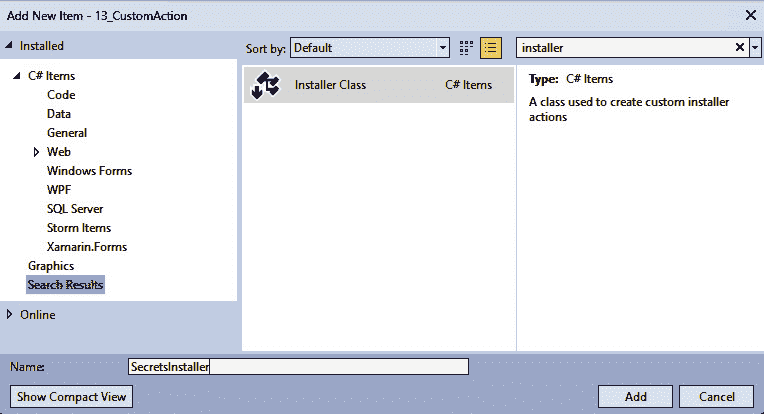 Add New Item - 13_CustomAction
Installed
Sort by: Default
installer
C# Items
Code
Data
General
Web
Windows Forms
WPF
SQL Server
Storm Items
Xamarin.Forms
Graphics
Search Results
Online
Installer Class C# Items
Type: C# Items
A class used to create custom installer
actions
Name: SecretsInstaller
Show Compact View Add Cancel